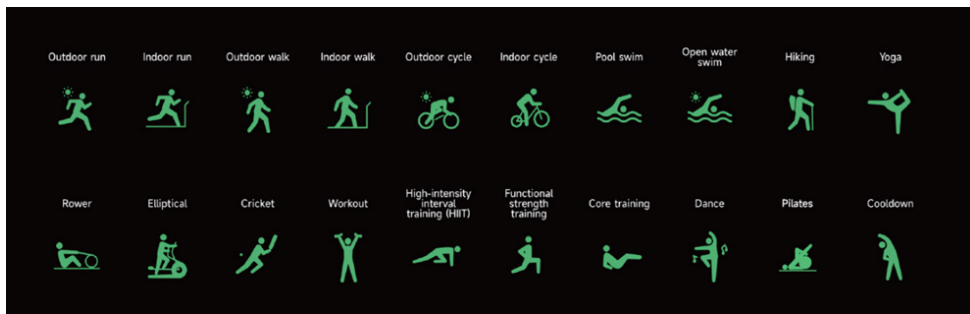 Outdoor run
Indoor run
Outdoor walk
Indoor walk
Outdoor cycle
Indoor cycle
Pool swim
Open water
swim
Hiking
Yoga
Rower
Elliptical
Cricket
Workout
High-intensity
interval
training (HIIT)
Functional
strength
training
Core training
Dance
Pilates
Cooldown